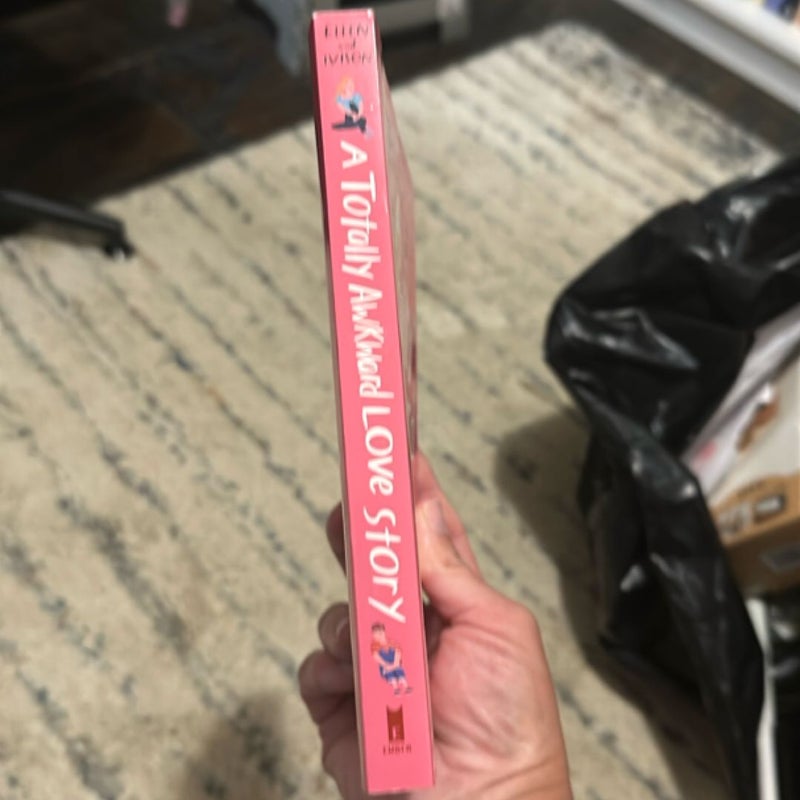 ELLEN
and
IVISON
A Totally AwkWard LOVe STOrY
EMBER